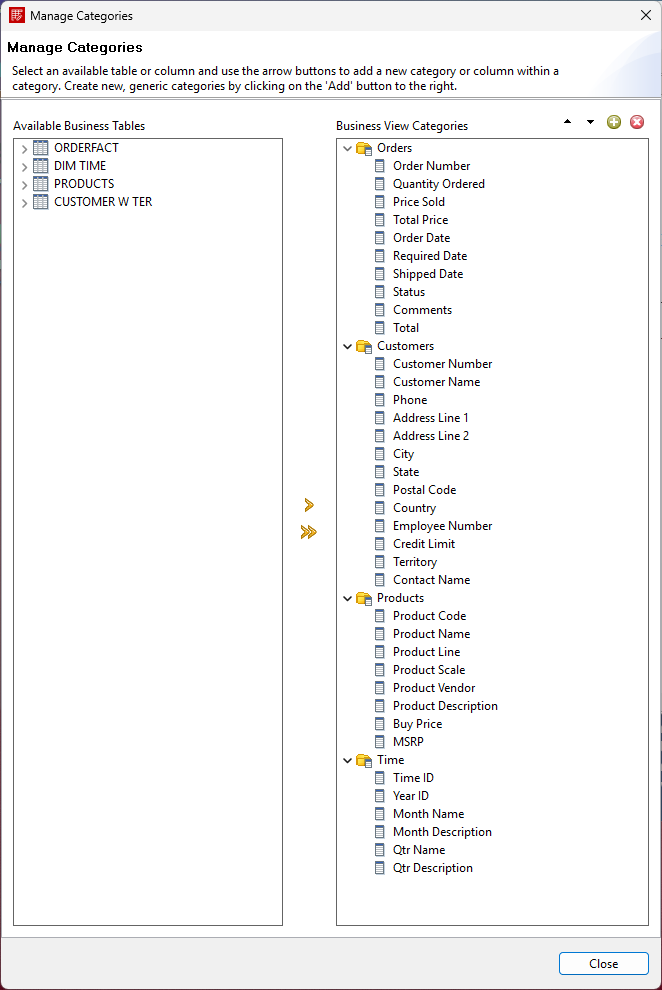 Manage Categories
Manage Categories
Select an available table or column and use the arrow buttons to add a new category or column within a
category. Create new, generic categories by clicking on the 'Add' button to the right.
Available Business Tables
ORDERFACT
DIM TIME
PRODUCTS
CUSTOMER W TER
Business View Categories
Orders
Order Number
Quantity Ordered
Price Sold
Total Price
Order Date
Required Date
Shipped Date
Status
Comments
Total
Customers
Customer Number
Customer Name
Phone
Address Line 1
Address Line 2
City
State
Postal Code
Country
Employee Number
Credit Limit
Territory
Contact Name
Products
Product Code
Product Name
Product Line
Product Scale
Product Vendor
Product Description
Buy Price
MSRP
Time
Time ID
Year ID
Month Name
Month Description
Qtr Name
Qtr Description
Close